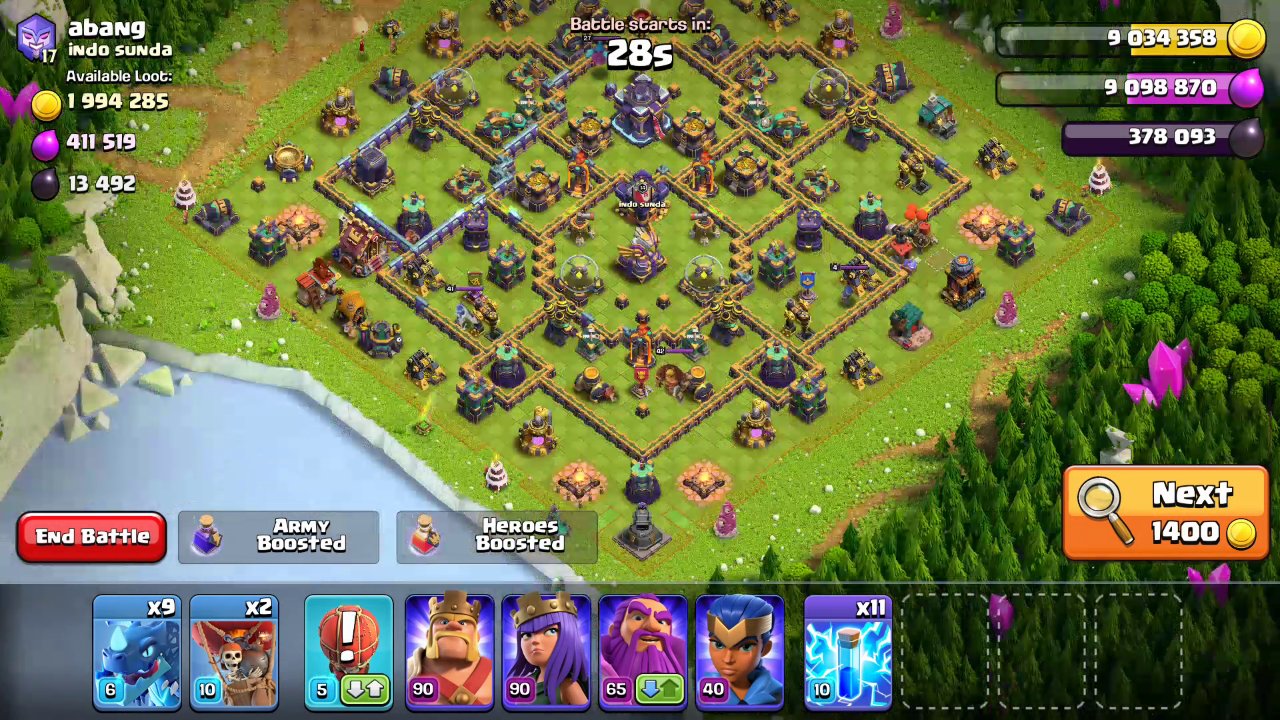 abang
indo sunda
17
Available Loot:
1 994 285
411 519
13 492
Battle starts in:
28s
9 034 358
9 098 870
378 093
indo sunda
End Battle
Army
Boosted
Heroes
Boosted
Next
1400
x9
6
x2
10
!
5
90
90
65
40
x11
10